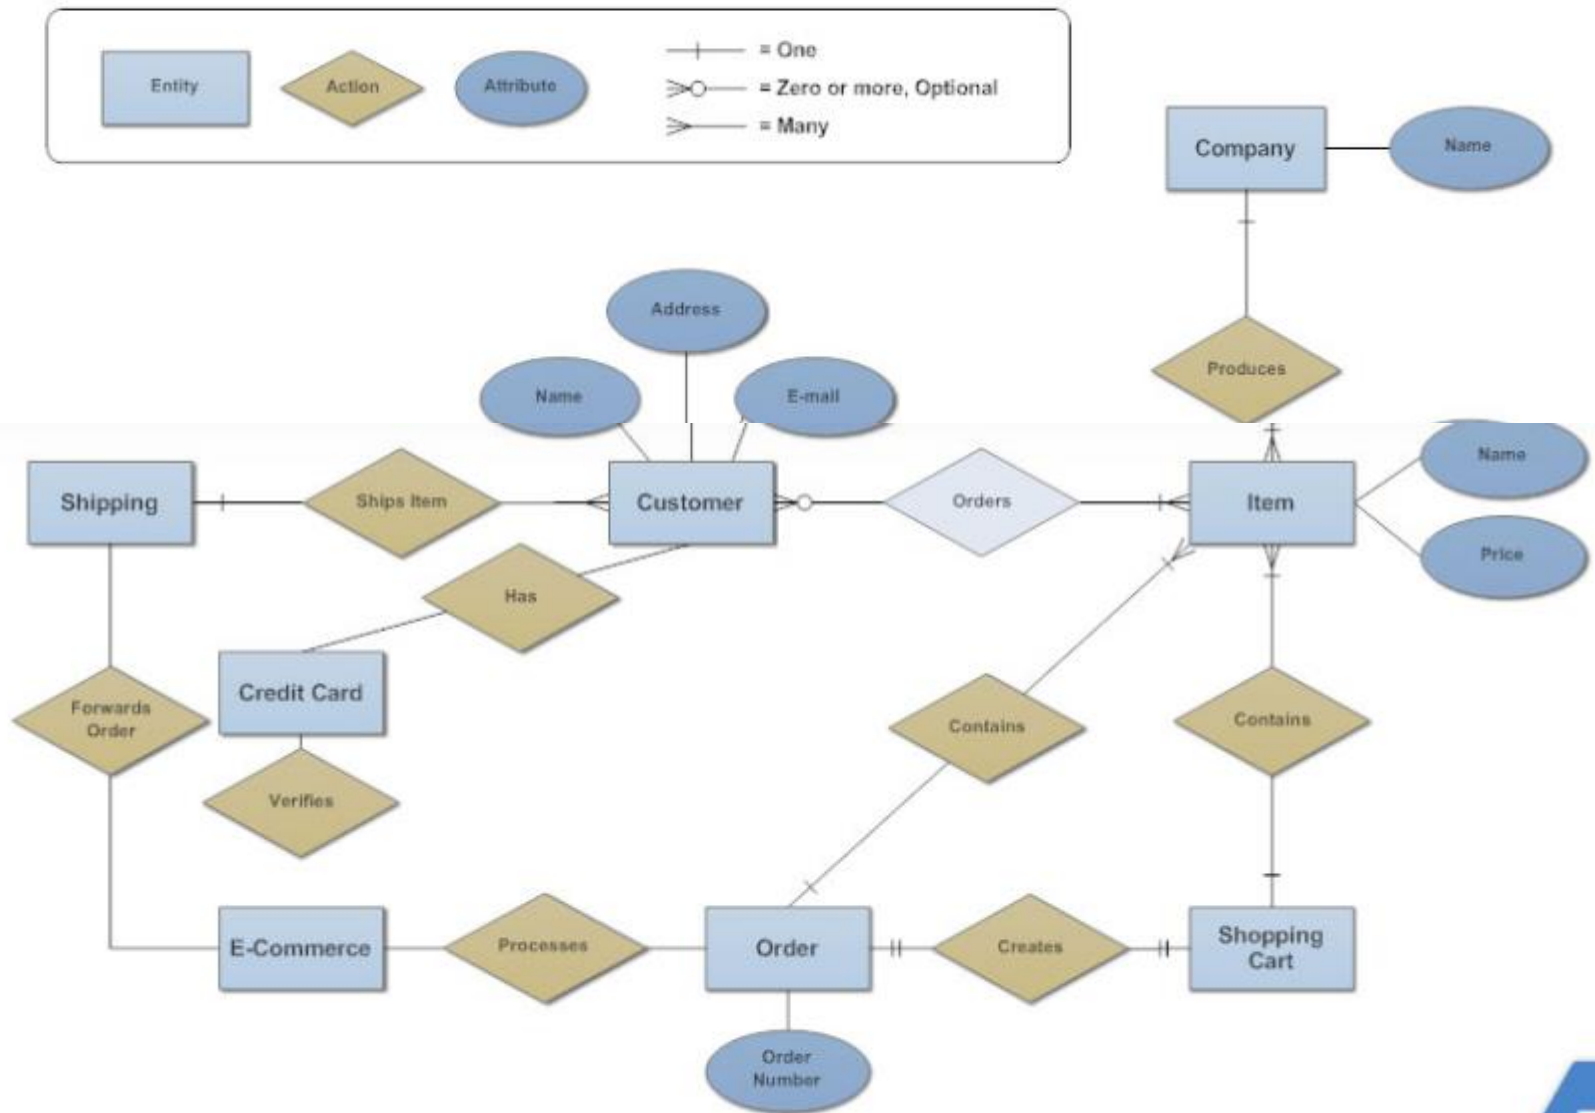 = One
Entity
Action
Attribute
= Zero or more, Optional
= Many
Company
Name
Address
Name
E-mail
Produces
Name
Shipping
Ships Item
Customer
Orders
Item
Price
Has
Credit Card
Forwards
Order
Contains
Contains
Verifies
E-Commerce
Processes
Order
Creates
Shopping
Cart
Order
Number